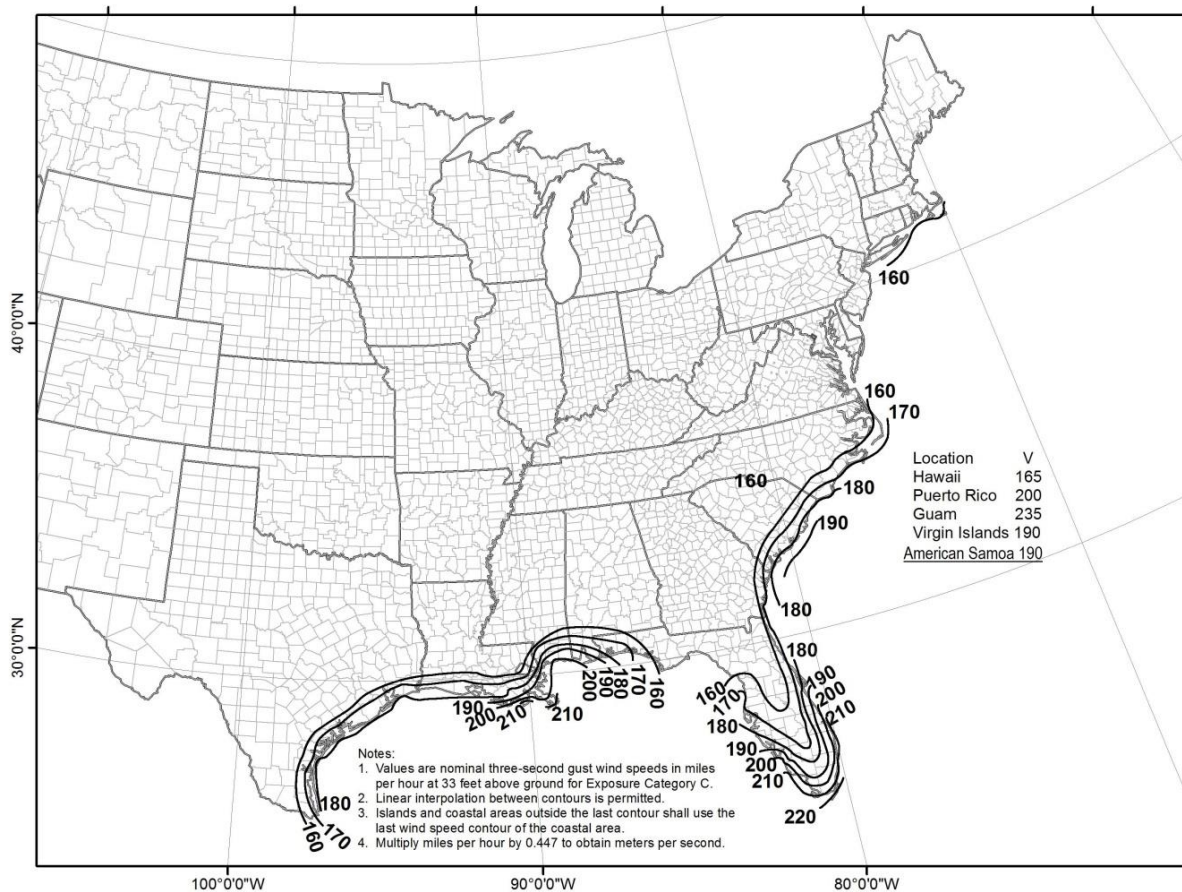 160
160
170
160
180
190
180
Location V
Hawaii 165
Puerto Rico 200
Guam 235
Virgin Islands 190
American Samoa 190
40°0'0"N
30°0'0"N
180
190
200
210
160
170
180
190
200
210
220
160
170
180
190
200
210
190
200
210
180
170
160
Notes:
1. Values are nominal three-second gust wind speeds in miles
per hour at 33 feet above ground for Exposure Category C.
2. Linear interpolation between contours is permitted.
3. Islands and coastal areas outside the last contour shall use the
last wind speed contour of the coastal area.
4. Multiply miles per hour by 0.447 to obtain meters per second.
100°0'0"W
90°0'0"W
80°0'0"W